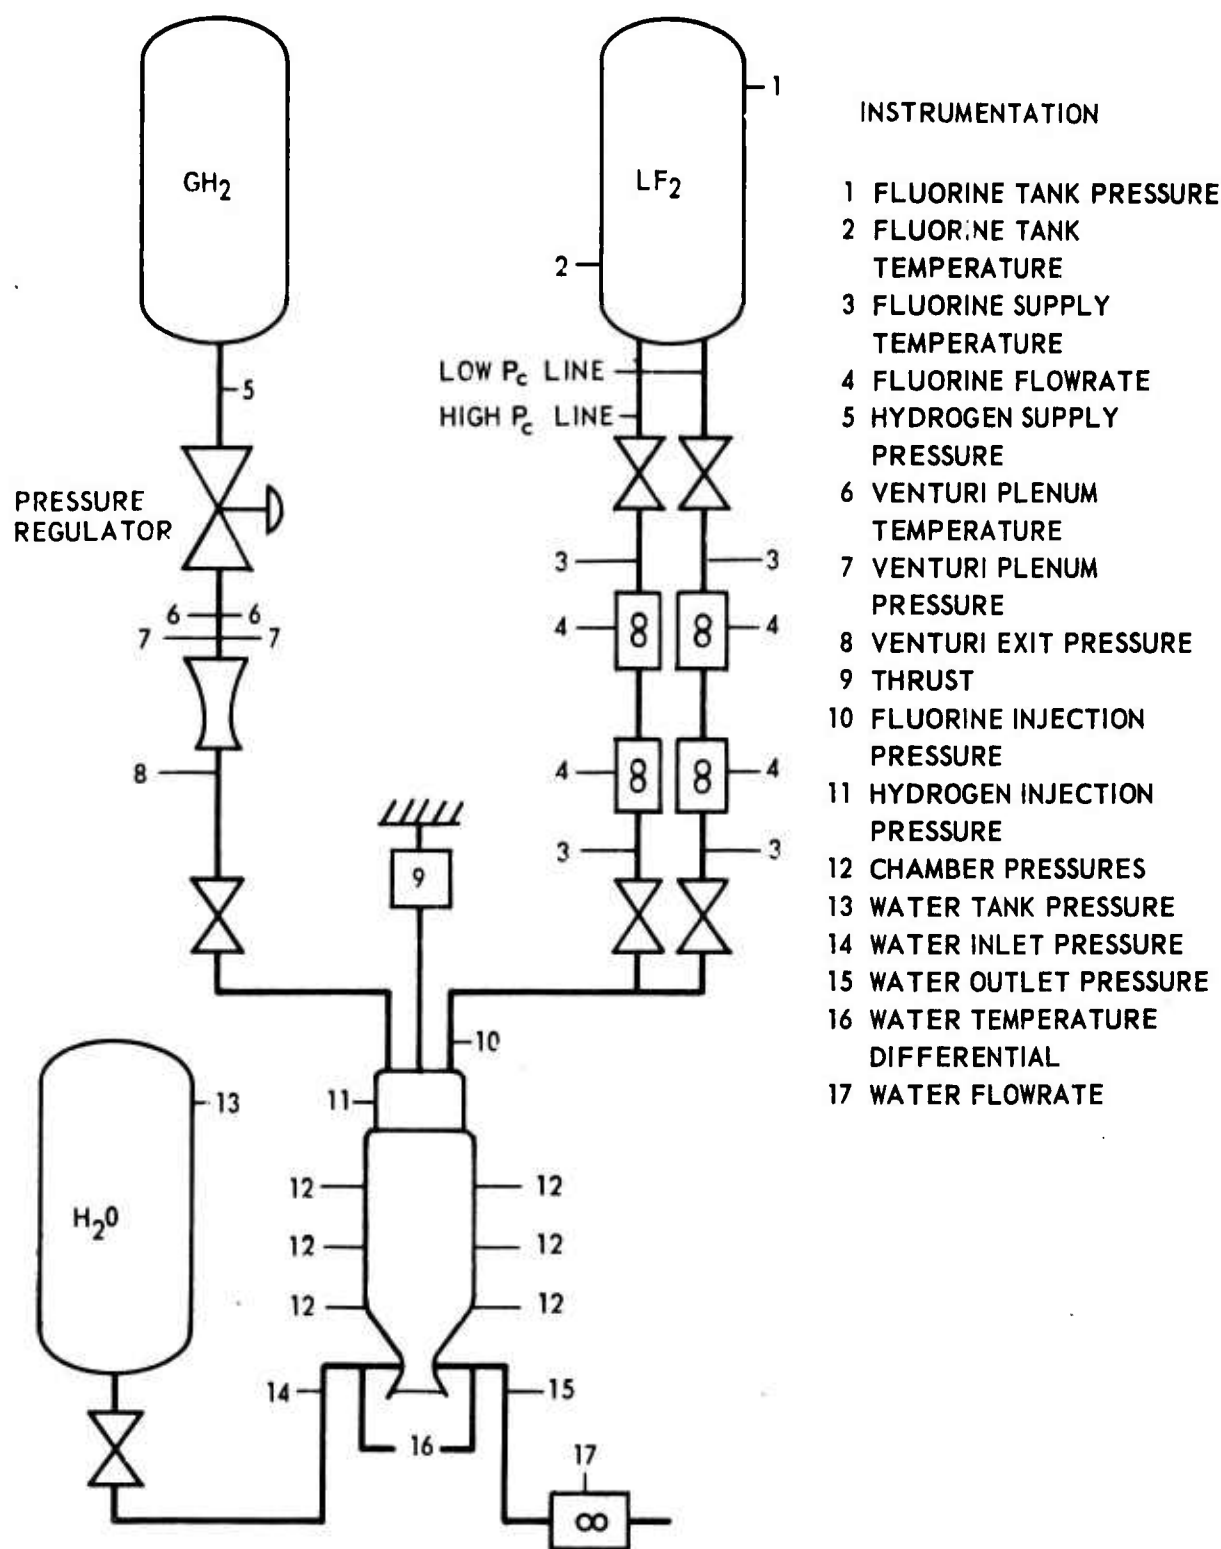 GH2
LF2
1
2
INSTRUMENTATION
1 FLUORINE TANK PRESSURE
2 FLUORINE TANK
TEMPERATURE
3 FLUORINE SUPPLY
TEMPERATURE
4 FLUORINE FLOWRATE
5 HYDROGEN SUPPLY
PRESSURE
6 VENTURI PLENUM
TEMPERATURE
7 VENTURI PLENUM
PRESSURE
8 VENTURI EXIT PRESSURE
9 THRUST
10 FLUORINE INJECTION
PRESSURE
11 HYDROGEN INJECTION
PRESSURE
12 CHAMBER PRESSURES
13 WATER TANK PRESSURE
14 WATER INLET PRESSURE
15 WATER OUTLET PRESSURE
16 WATER TEMPERATURE
DIFFERENTIAL
17 WATER FLOWRATE
LOW Pc LINE
HIGH Pc LINE
5
PRESSURE
REGULATOR
3 3
6 6
7 7
4 4
8
4 4
3 3
9
10
11
13
12 12
H2O
12 12
12 12
14
15
16
17